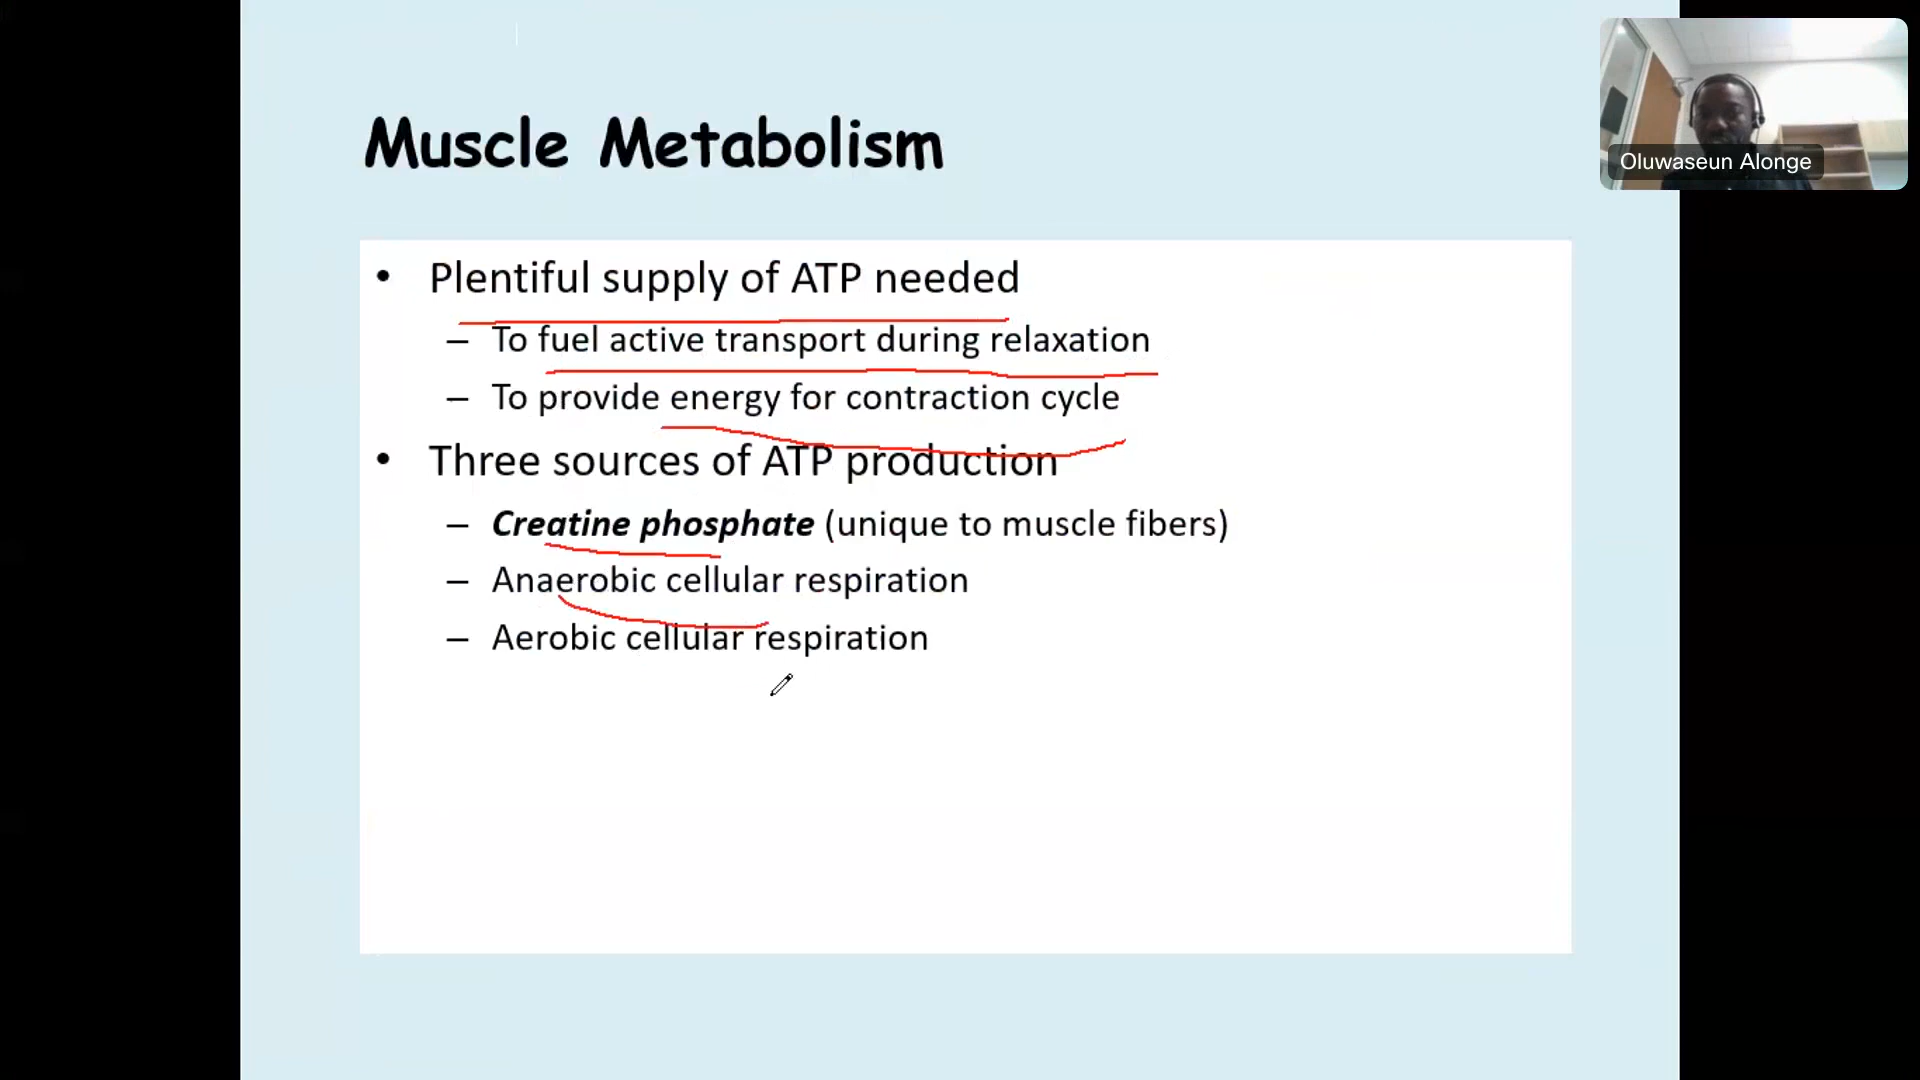 Muscle Metabolism
Oluwaseun Alonge
• Plentiful supply of ATP needed
– To fuel active transport during relaxation
– To provide energy for contraction cycle
• Three sources of ATP production
– Creatine phosphate (unique to muscle fibers)
– Anaerobic cellular respiration
– Aerobic cellular respiration